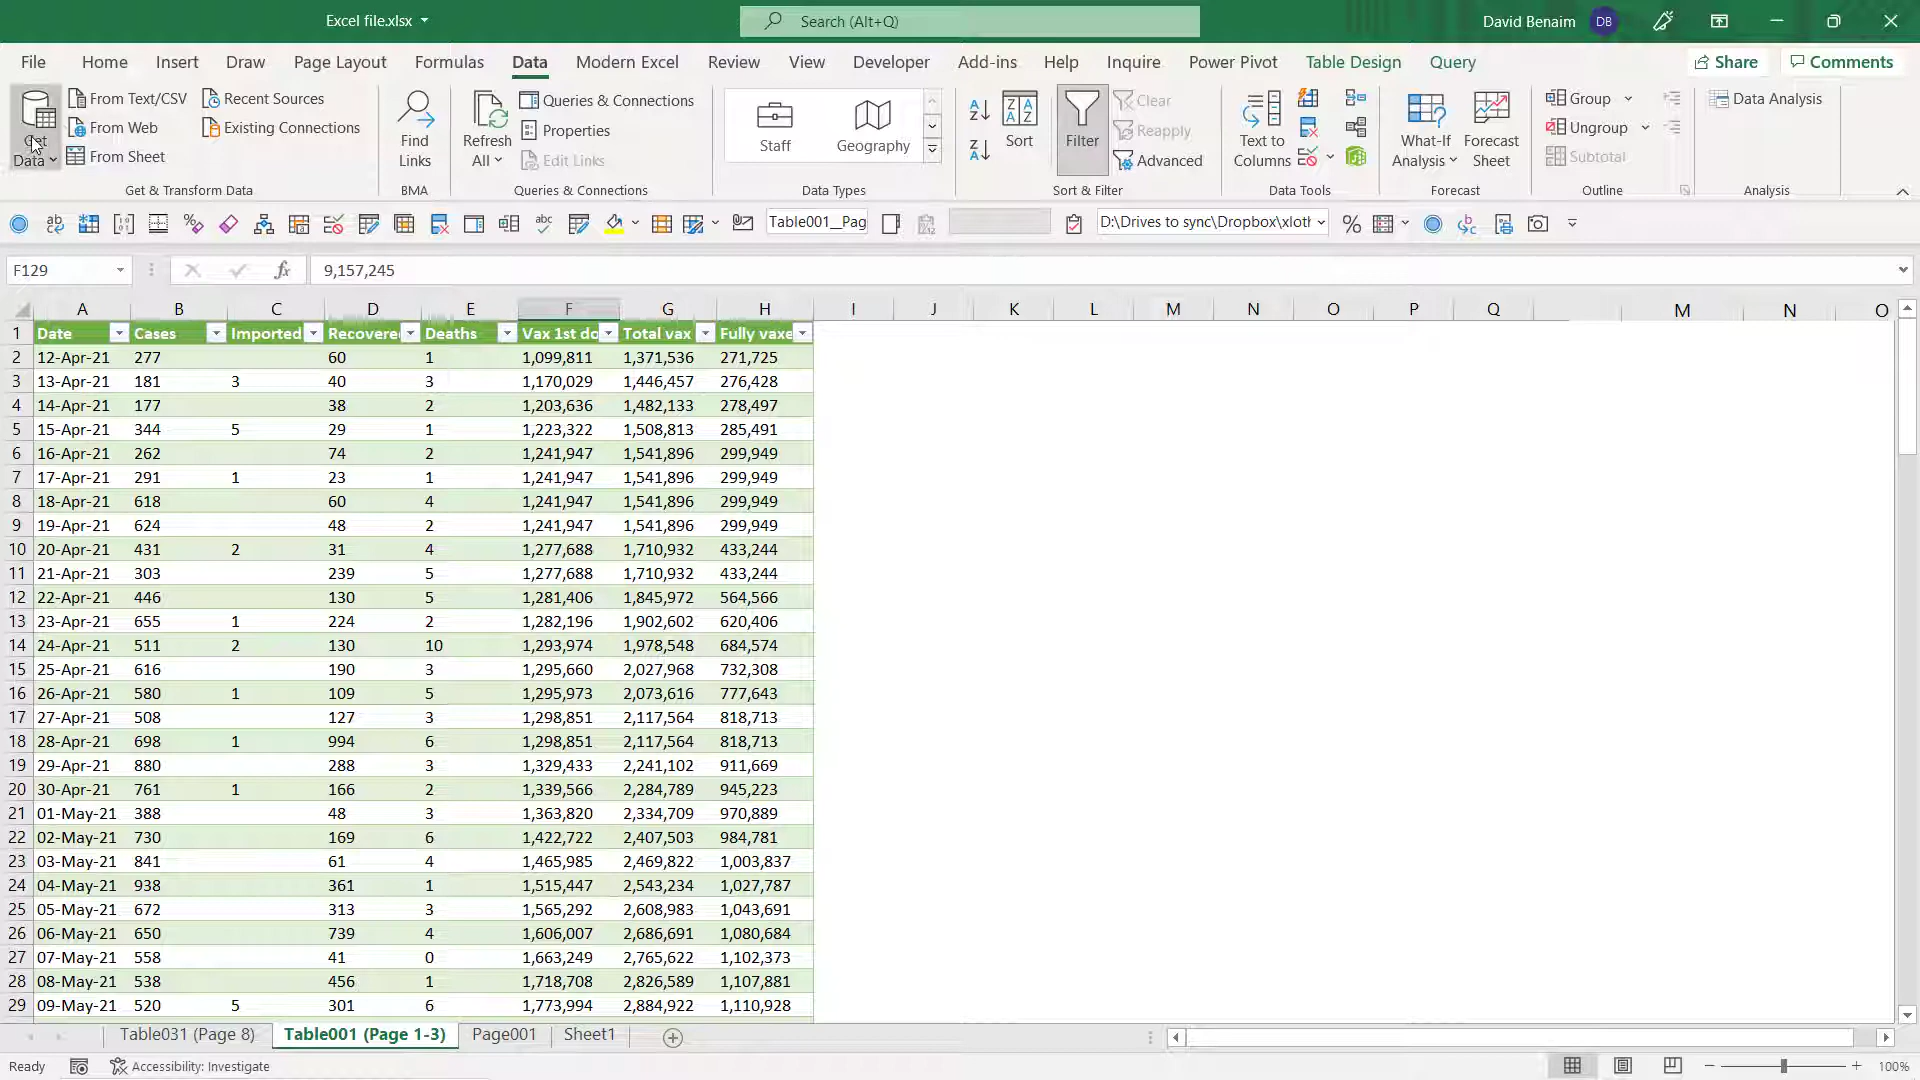 Excel file.xlsx
Search (Alt+Q)
David Benaim DB
File Home Insert Draw Page Layout Formulas Data Modern Excel Review View Developer Add-ins Help Inquire Power Pivot Table Design Query Share Comments
Get Data
From Text/CSV
From Web
From Sheet
Recent Sources
Existing Connections
Get & Transform Data
Find Links
BMA
Refresh All
Queries & Connections
Properties
Edit Links
Queries & Connections
Staff
Geography
Data Types
Sort
Filter
Clear
Reapply
Advanced
Sort & Filter
Text to Columns
Data Tools
What-If Analysis
Forecast Sheet
Forecast
Group
Ungroup
Subtotal
Outline
Data Analysis
Analysis
Table001__Pag
D:\Drives to sync\Dropbox\xloth
F129 fx 9,157,245
A B C D E F G H I J K L M N O P Q M N O
1 Date Cases Imported Recovere Deaths Vax 1st do Total vax Fully vaxe
2 12-Apr-21 277 60 1 1,099,811 1,371,536 271,725
3 13-Apr-21 181 3 40 3 1,170,029 1,446,457 276,428
4 14-Apr-21 177 38 2 1,203,636 1,482,133 278,497
5 15-Apr-21 344 5 29 1 1,223,322 1,508,813 285,491
6 16-Apr-21 262 74 2 1,241,947 1,541,896 299,949
7 17-Apr-21 291 1 23 1 1,241,947 1,541,896 299,949
8 18-Apr-21 618 60 4 1,241,947 1,541,896 299,949
9 19-Apr-21 624 48 2 1,241,947 1,541,896 299,949
10 20-Apr-21 431 2 31 4 1,277,688 1,710,932 433,244
11 21-Apr-21 303 239 5 1,277,688 1,710,932 433,244
12 22-Apr-21 446 130 5 1,281,406 1,845,972 564,566
13 23-Apr-21 655 1 224 2 1,282,196 1,902,602 620,406
14 24-Apr-21 511 2 130 10 1,293,974 1,978,548 684,574
15 25-Apr-21 616 190 3 1,295,660 2,027,968 732,308
16 26-Apr-21 580 1 109 5 1,295,973 2,073,616 777,643
17 27-Apr-21 508 127 3 1,298,851 2,117,564 818,713
18 28-Apr-21 698 1 994 6 1,298,851 2,117,564 818,713
19 29-Apr-21 880 288 3 1,329,433 2,241,102 911,669
20 30-Apr-21 761 1 166 2 1,339,566 2,284,789 945,223
21 01-May-21 388 48 3 1,363,820 2,334,709 970,889
22 02-May-21 730 169 6 1,422,722 2,407,503 984,781
23 03-May-21 841 61 4 1,465,985 2,469,822 1,003,837
24 04-May-21 938 361 1 1,515,447 2,543,234 1,027,787
25 05-May-21 672 313 3 1,565,292 2,608,983 1,043,691
26 06-May-21 650 739 4 1,606,007 2,686,691 1,080,684
27 07-May-21 558 41 0 1,663,249 2,765,622 1,102,373
28 08-May-21 538 456 1 1,718,708 2,826,589 1,107,881
29 09-May-21 520 5 301 6 1,773,994 2,884,922 1,110,928
Table031 (Page 8) Table001 (Page 1-3) Page001 Sheet1
Ready Accessibility: Investigate 100%